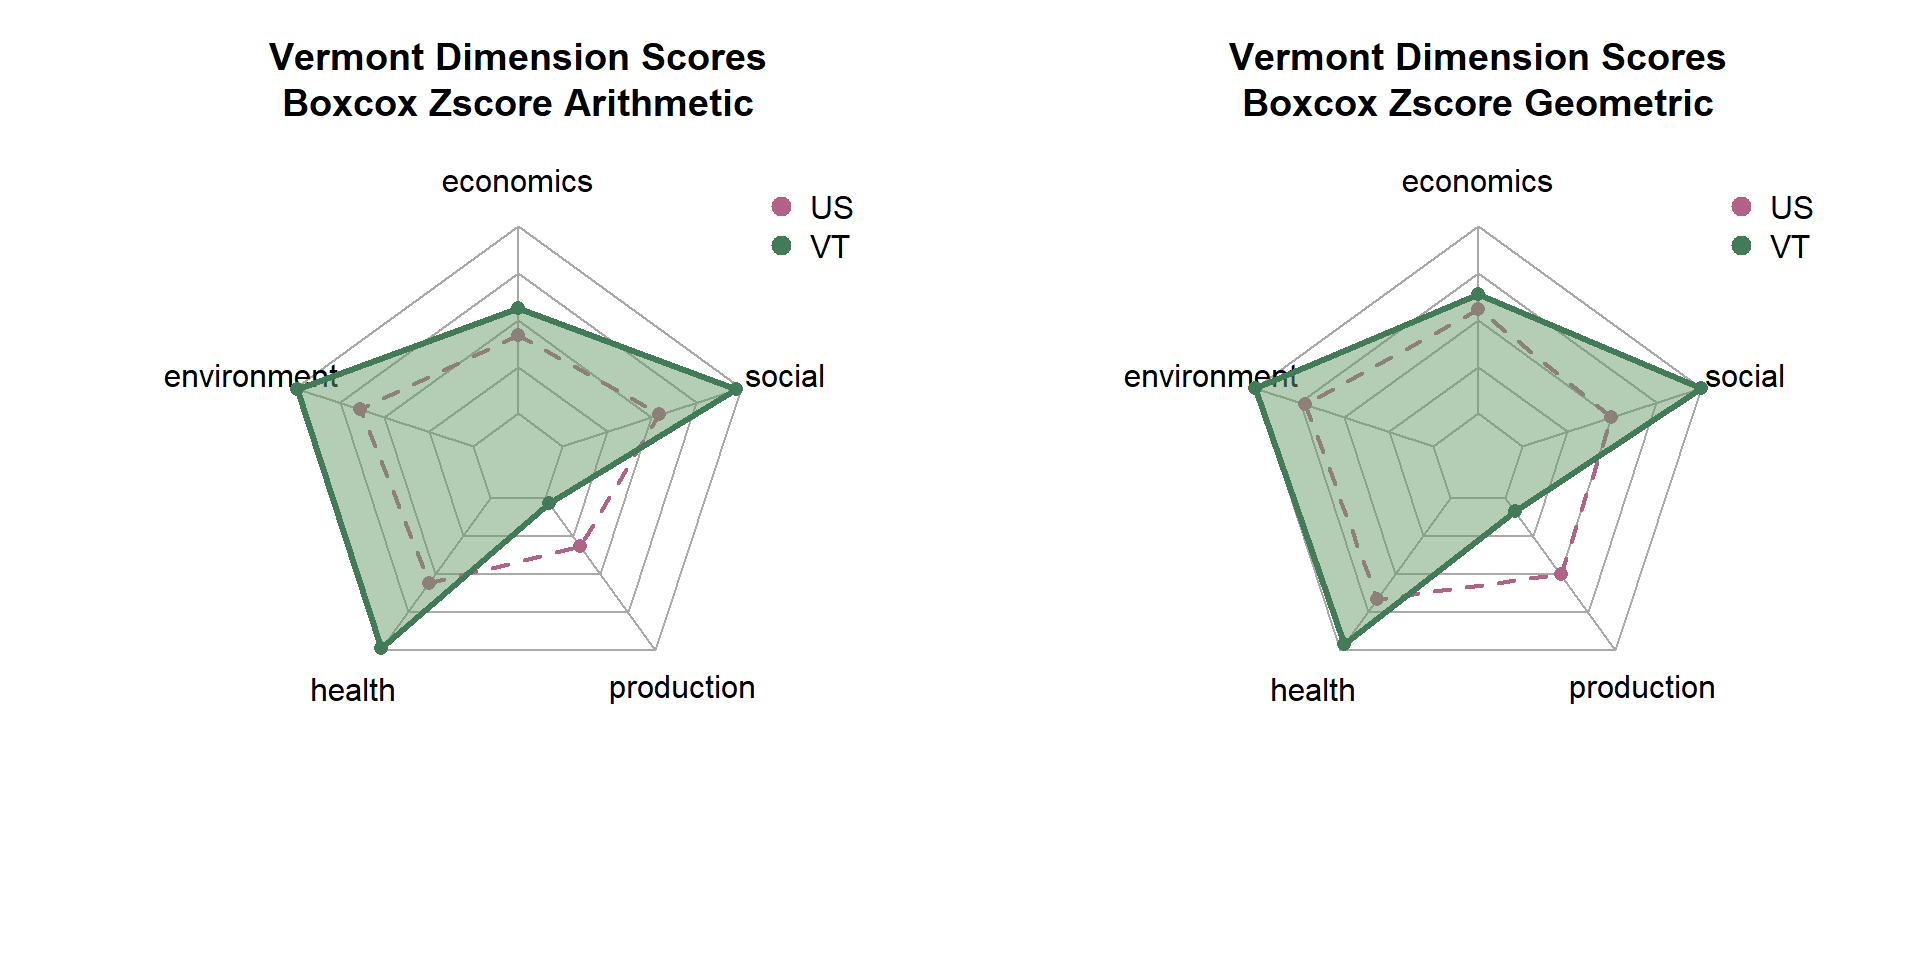 Vermont Dimension Scores
Boxcox Zscore Arithmetic
economics
US
VT
environment
social
health
production
Vermont Dimension Scores
Boxcox Zscore Geometric
economics
US
VT
environment
social
health
production